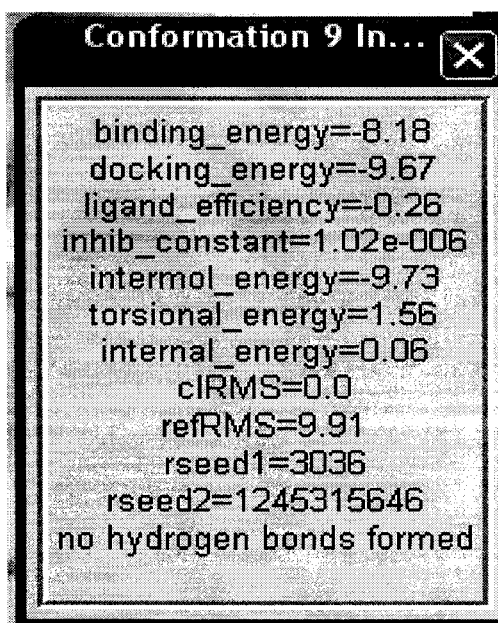 Conformation 9 In...
binding_energy=-8.18
docking_energy=-9.67
ligand_efficiency=-0.26
inhib_constant=1.02e-006
intermol_energy=-9.73
torsional_energy=1.56
internal_energy=0.06
clRMS=0.0
refRMS=9.91
rseed1=3036
rseed2=1245315646
no hydrogen bonds formed